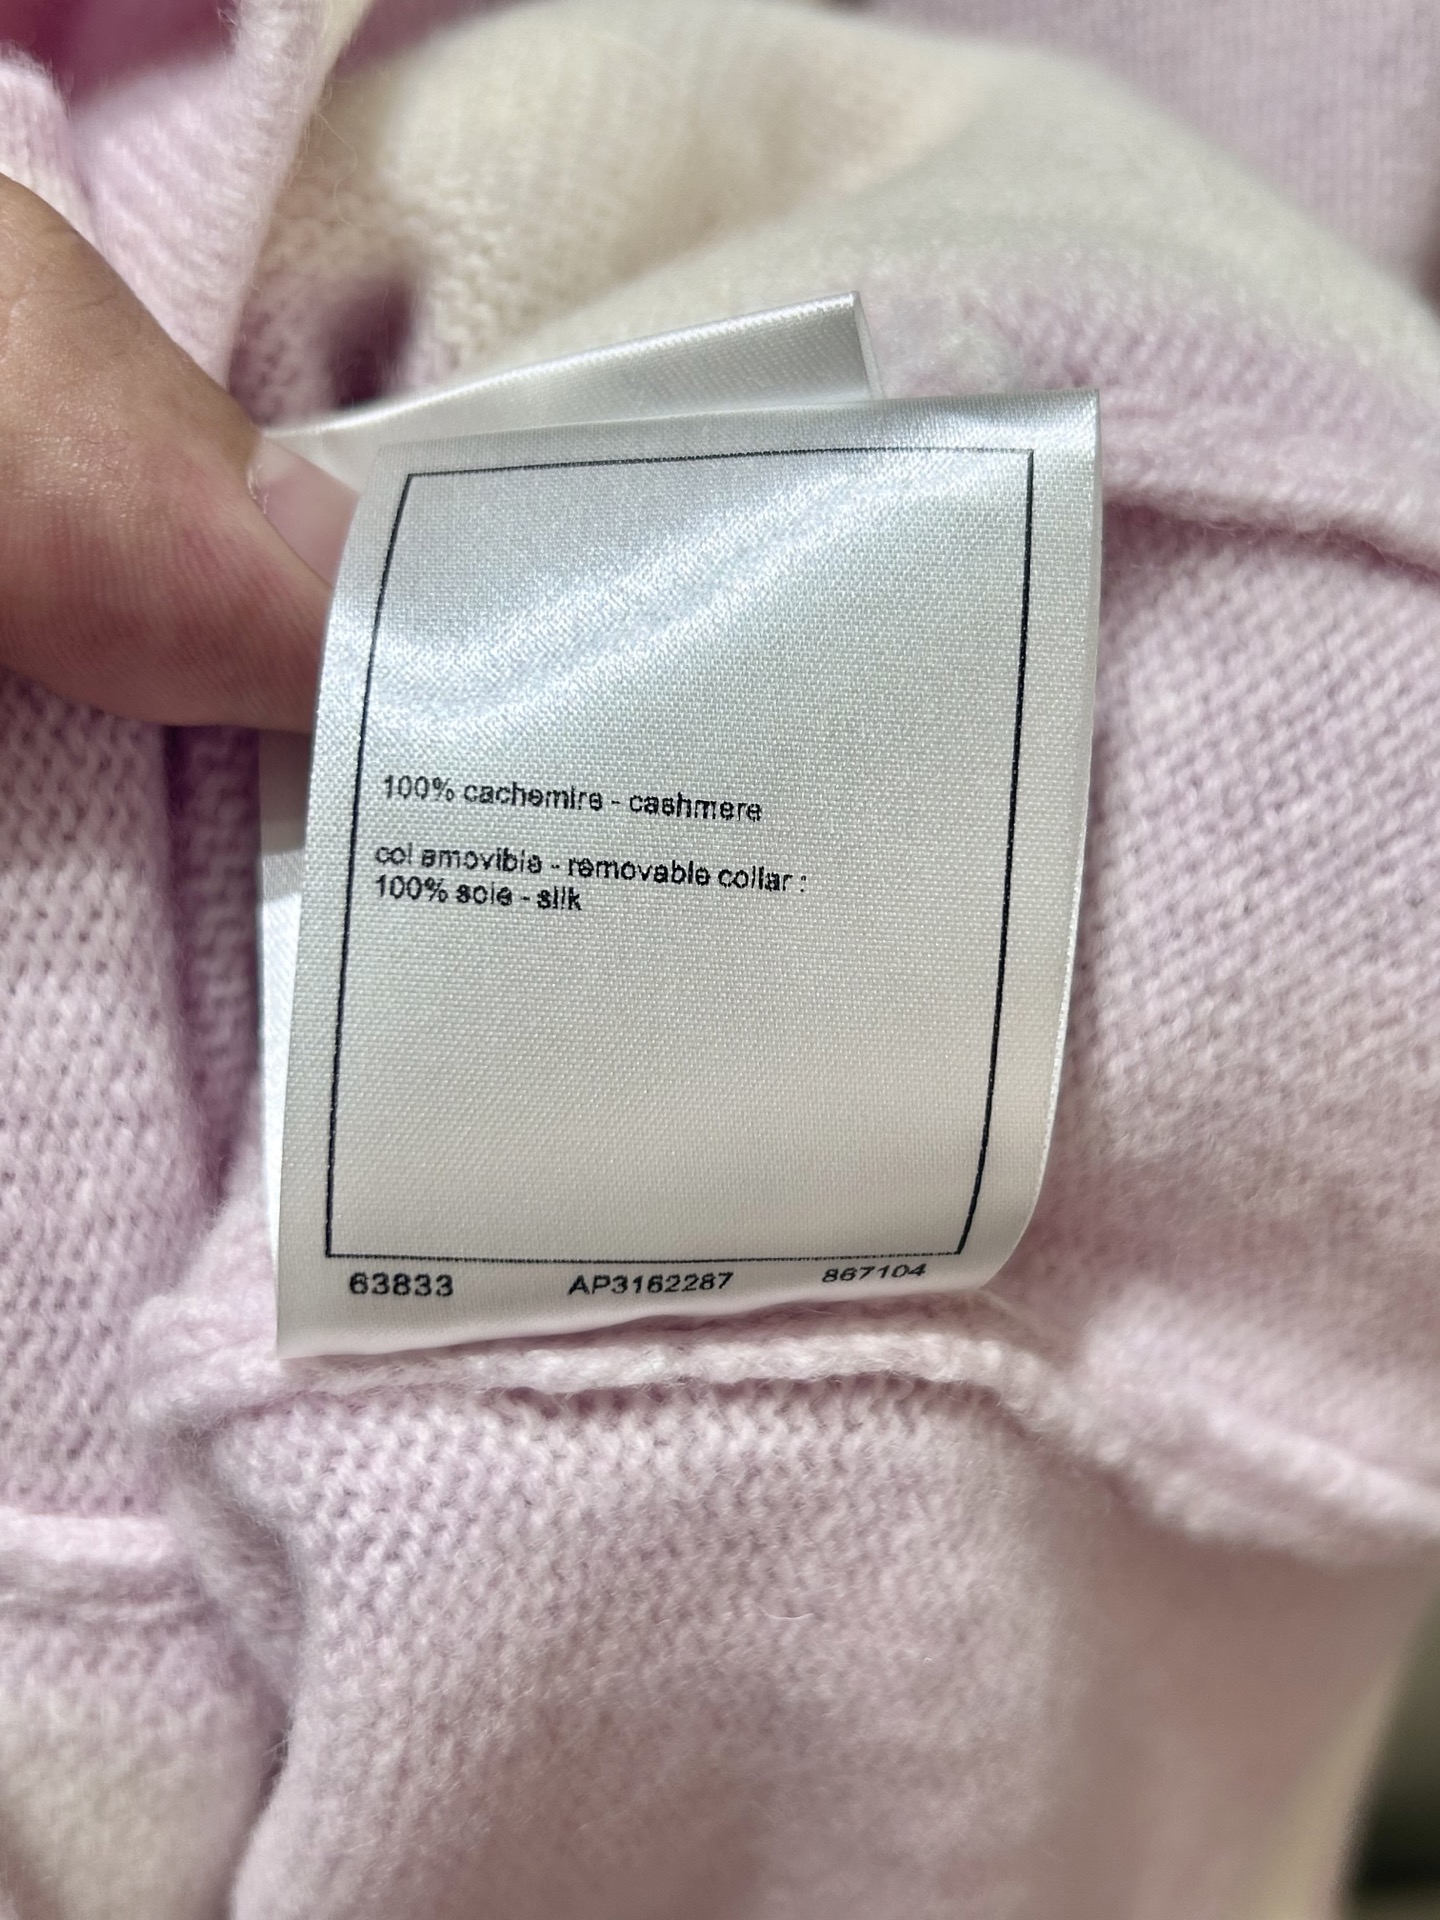 100% cachemire - cashmere
col amovible - removable collar :
100% soie - silk
63833 AP3162287 867104